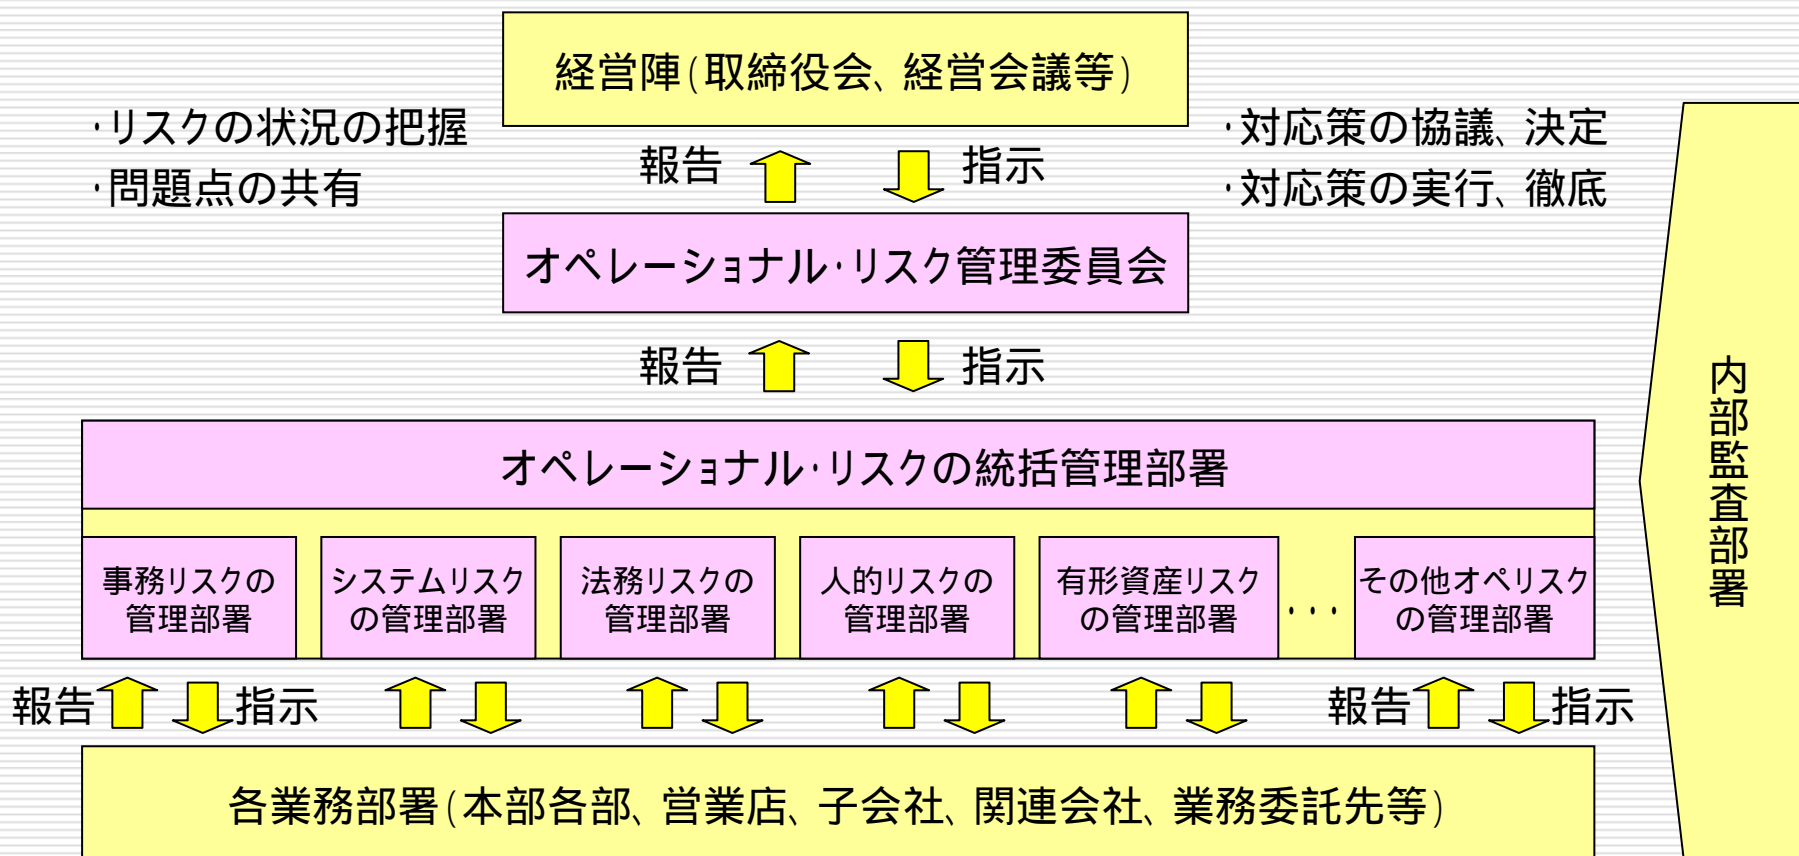 経営陣(取締役会、経営会議等)
・リスクの状況の把握
・問題点の共有
・対応策の協議、決定
・対応策の実行、徹底
報告 指示
オペレーショナル・リスク管理委員会
報告 指示
オペレーショナル・リスクの統括管理部署
事務リスクの
管理部署
システムリスク
の管理部署
法務リスクの
管理部署
人的リスクの
管理部署
有形資産リスク
の管理部署
・・・
その他オペリスク
の管理部署
報告 指示
報告 指示
各業務部署(本部各部、営業店、子会社、関連会社、業務委託先等)
内部監査部署